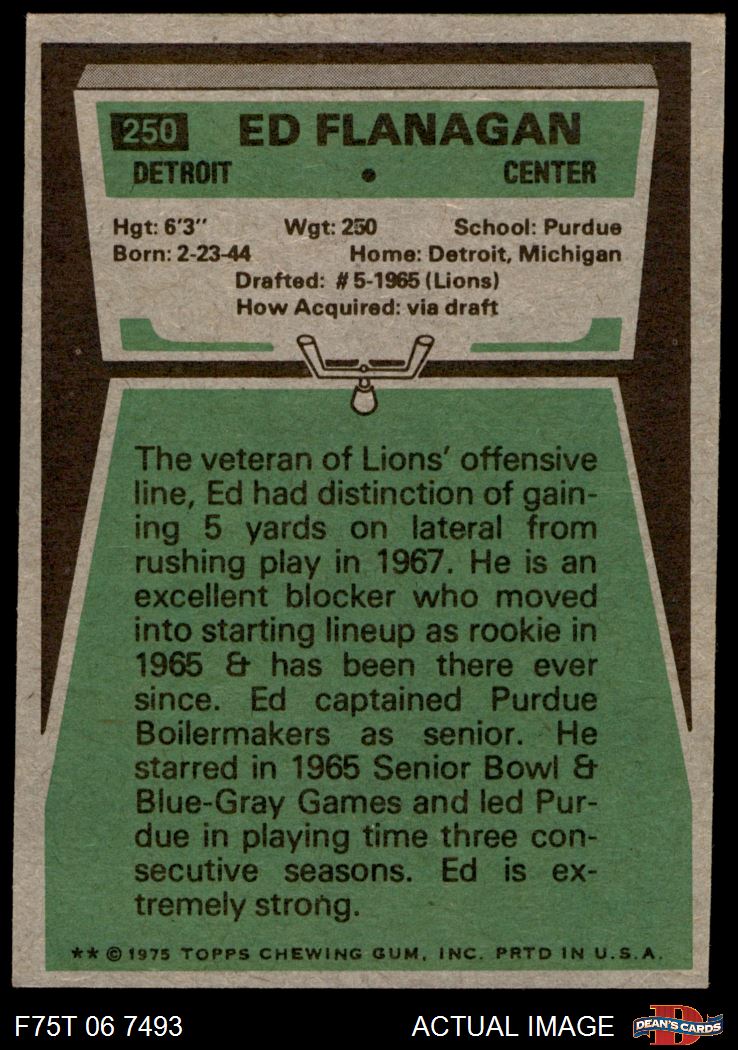 250 ED FLANAGAN
DETROIT • CENTER
Hgt: 6'3" Wgt: 250 School: Purdue
Born: 2-23-44 Home: Detroit, Michigan
Drafted: #5-1965 (Lions)
How Acquired: via draft
The veteran of Lions' offensive
line, Ed had distinction of gain-
ing 5 yards on lateral from
rushing play in 1967. He is an
excellent blocker who moved
into starting lineup as rookie in
1965 & has been there ever
since. Ed captained Purdue
Boilermakers as senior. He
starred in 1965 Senior Bowl &
Blue-Gray Games and led Pur-
due in playing time three con-
secutive seasons. Ed is ex-
tremely strong.
** © 1975 TOPPS CHEWING GUM, INC. PRTD IN U.S.A.
F75T 06 7493 ACTUAL IMAGE DEAN'S CARDS